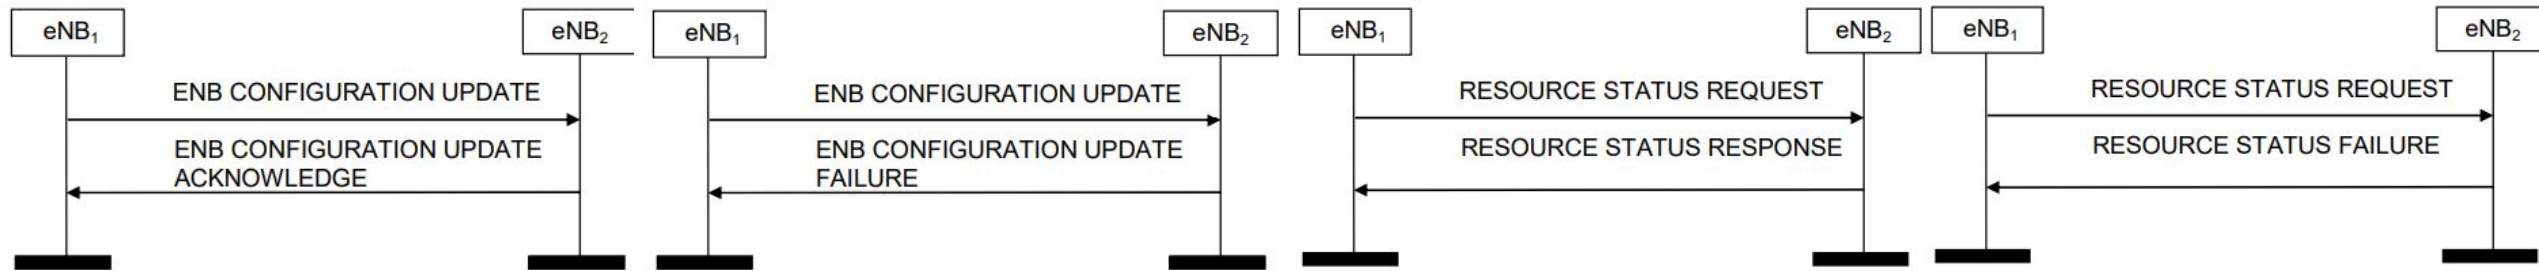 eNB₁
eNB₂
ENB CONFIGURATION UPDATE
ENB CONFIGURATION UPDATE
ACKNOWLEDGE
eNB₁
eNB₂
ENB CONFIGURATION UPDATE
ENB CONFIGURATION UPDATE
FAILURE
eNB₁
eNB₂
RESOURCE STATUS REQUEST
RESOURCE STATUS RESPONSE
eNB₁
eNB₂
RESOURCE STATUS REQUEST
RESOURCE STATUS FAILURE